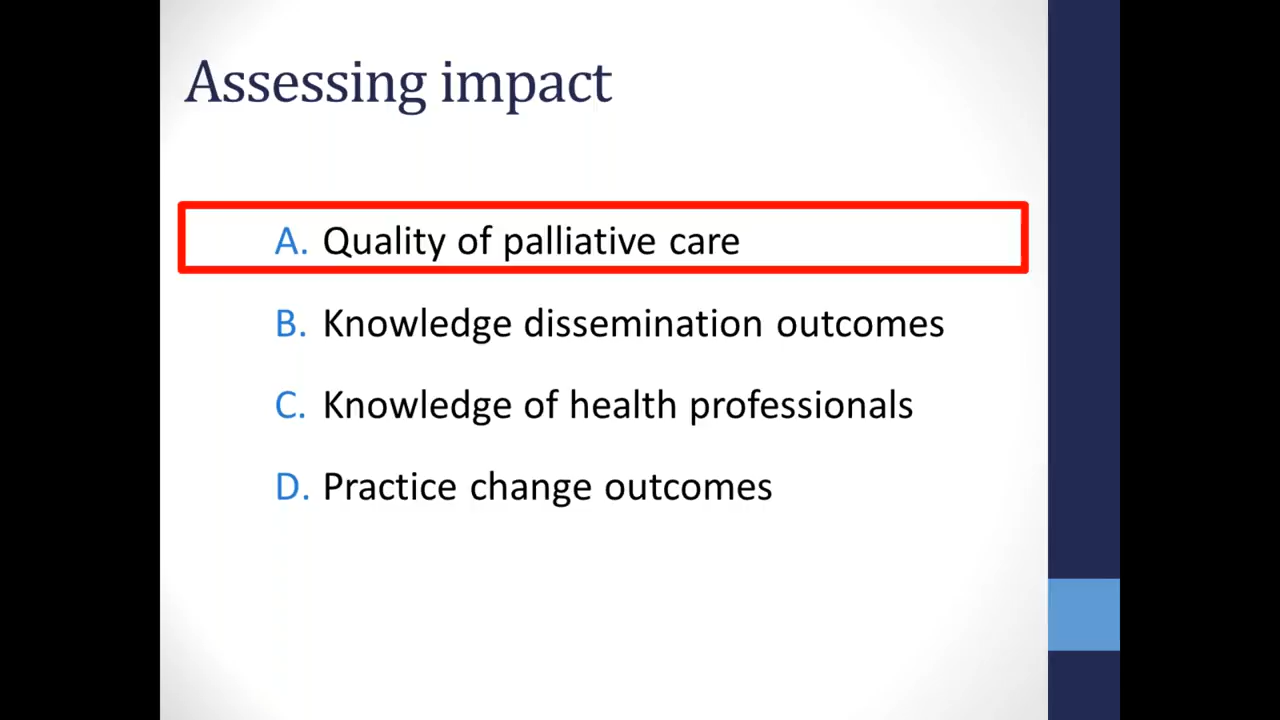 Assessing impact
A. Quality of palliative care
B. Knowledge dissemination outcomes
C. Knowledge of health professionals
D. Practice change outcomes